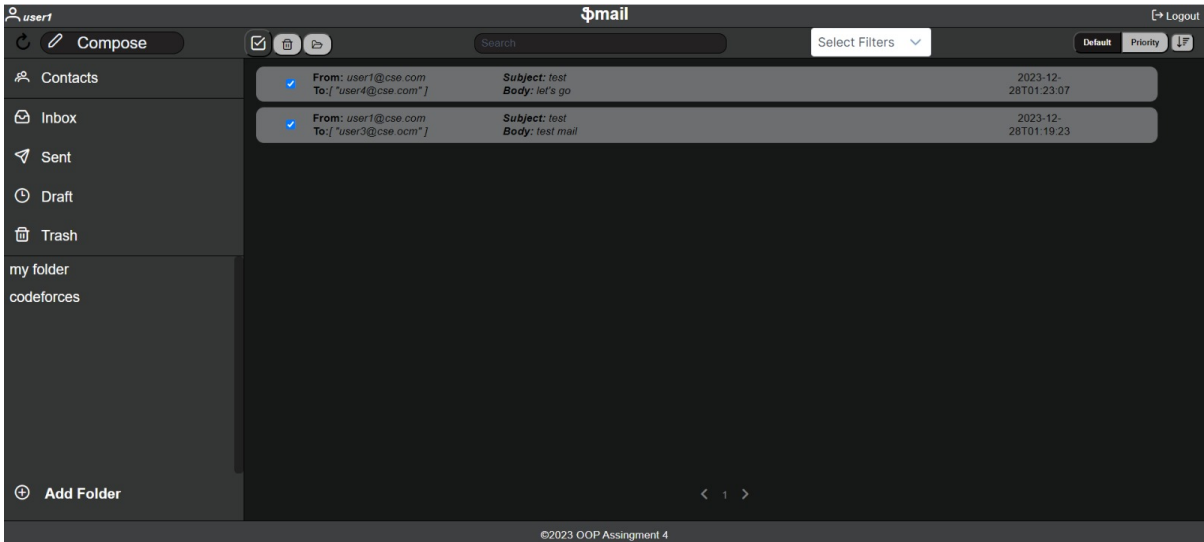 user1
ֆmail
Logout
Compose
Search
Select Filters
Default
Priority
Contacts
Inbox
Sent
Draft
Trash
my folder
codeforces
Add Folder
From: user1@cse.com
To:[ "user4@cse.com" ]
Subject: test
Body: let's go
2023-12-
28T01:23:07
From: user1@cse.com
To:[ "user3@cse.ocm" ]
Subject: test
Body: test mail
2023-12-
28T01:19:23
1
©2023 OOP Assingment 4